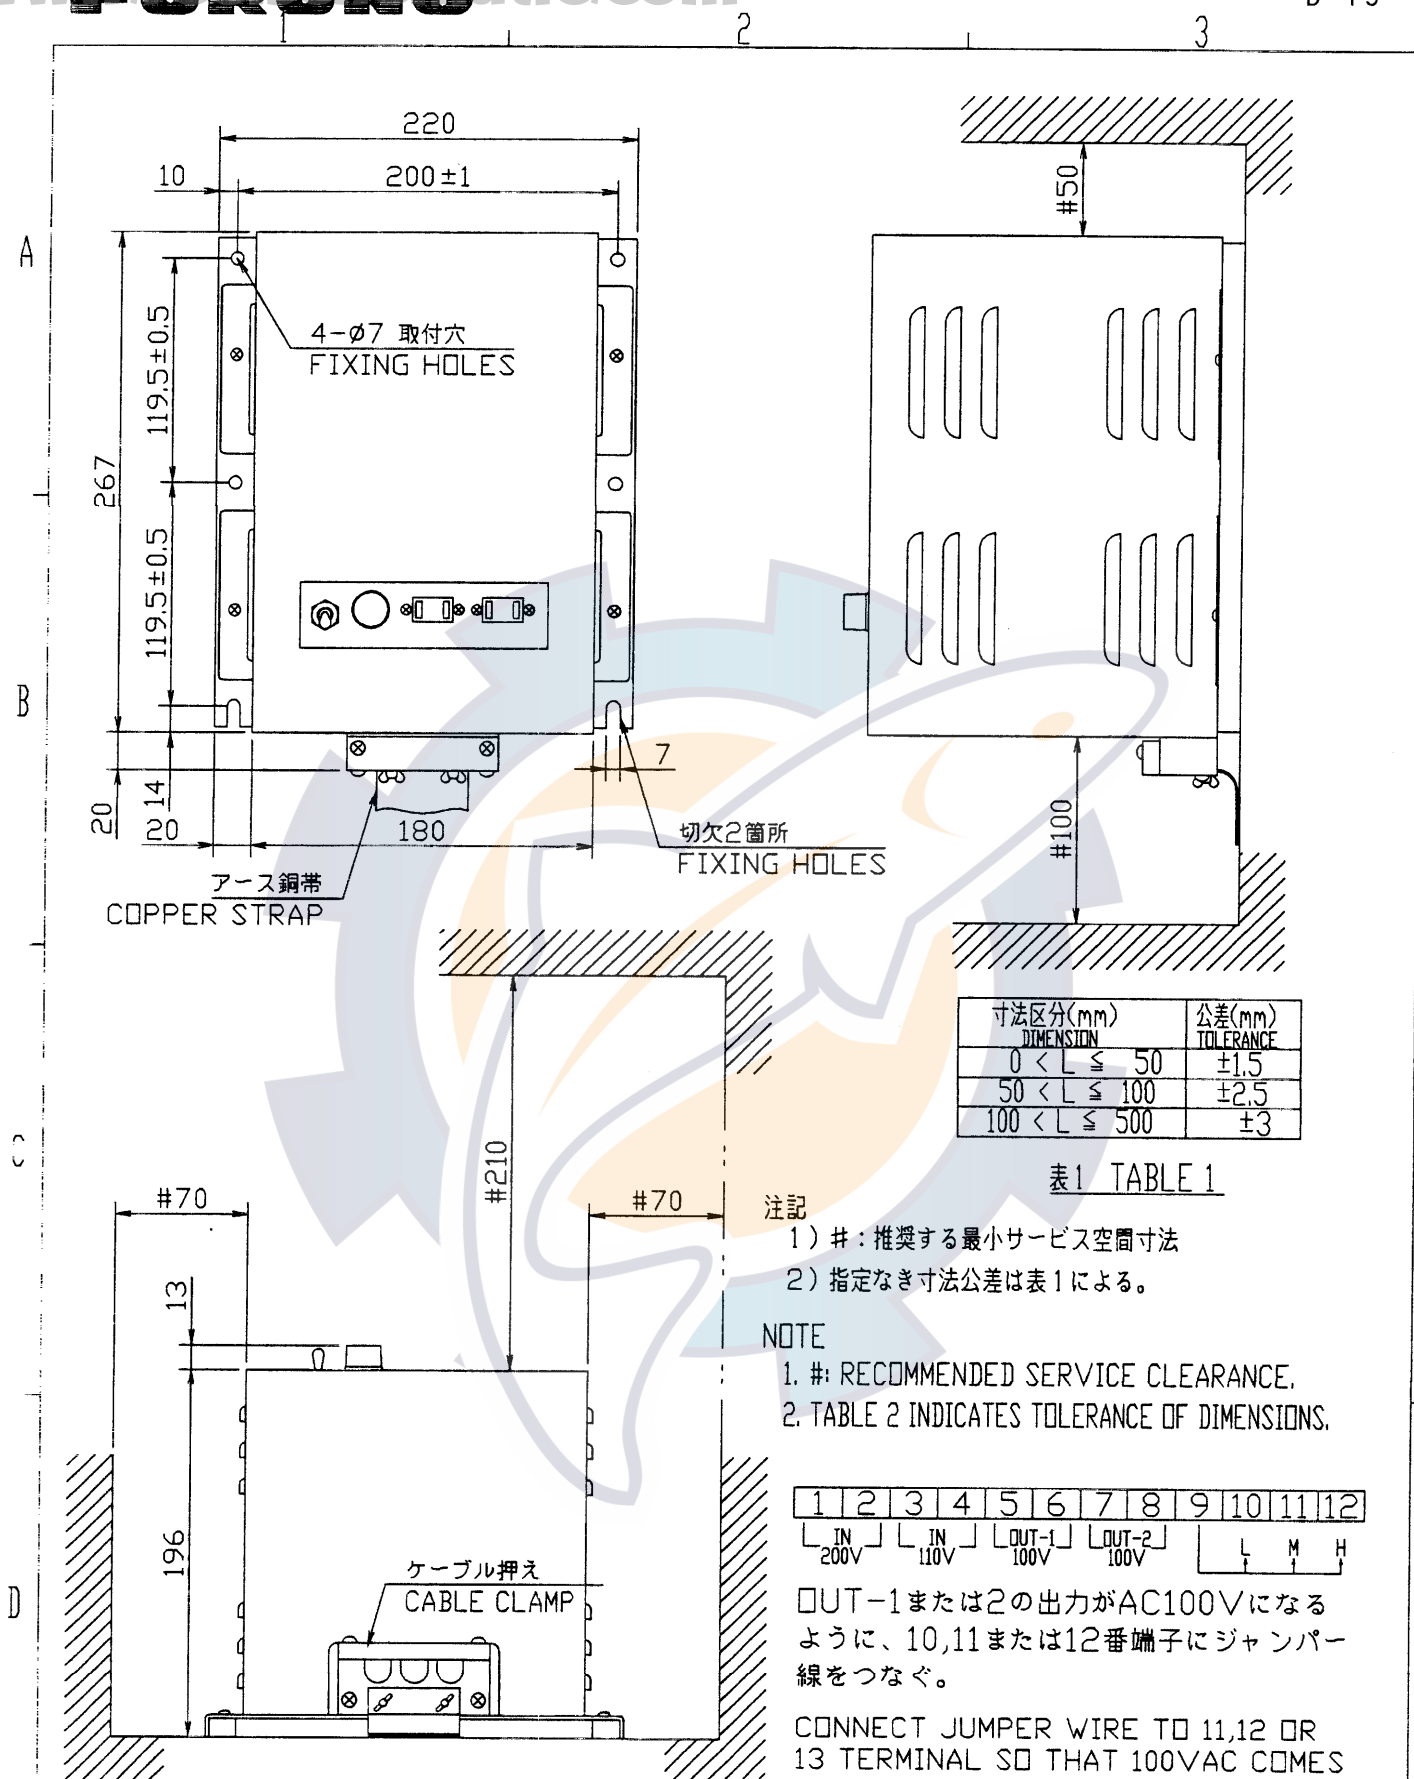 FURUNO
1 2 3
220
10 200±1
#50
A
4-ø7 取付穴
FIXING HOLES
119.5±0.5
267
119.5±0.5
B
7
20
14
20 180
#100
切欠2箇所
FIXING HOLES
アース銅帯
COPPER STRAP
寸法区分(mm) 公差(mm)
DIMENSION TOLERANCE
0 < L ≦ 50 ±1.5
50 < L ≦ 100 ±2.5
100 < L ≦ 500 ±3
表1 TABLE 1
C
#210
#70 #70
13
196
注記
1) #:推奨する最小サービス空間寸法
2) 指定なき寸法公差は表1による。
NOTE
1. #: RECOMMENDED SERVICE CLEARANCE.
2. TABLE 2 INDICATES TOLERANCE OF DIMENSIONS.
1 2 3 4 5 6 7 8 9 10 11 12
IN IN OUT-1 OUT-2 L M H
200V 110V 100V 100V
D
ケーブル押え
CABLE CLAMP
OUT-1または2の出力がAC100Vになる
ように、10,11または12番端子にジャンパー
線をつなぐ。
CONNECT JUMPER WIRE TO 11,12 OR
13 TERMINAL SO THAT 100VAC COMES